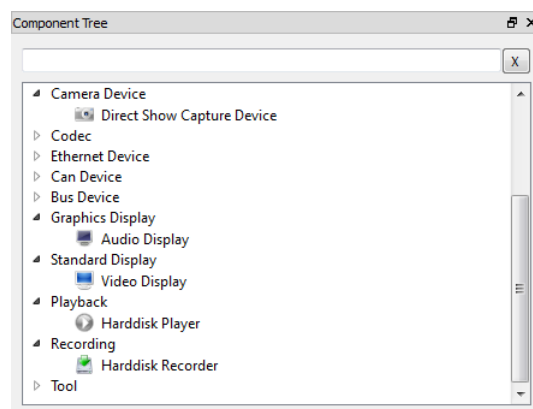 Component Tree
X
Camera Device
Direct Show Capture Device
Codec
Ethernet Device
Can Device
Bus Device
Graphics Display
Audio Display
Standard Display
Video Display
Playback
Harddisk Player
Recording
Harddisk Recorder
Tool